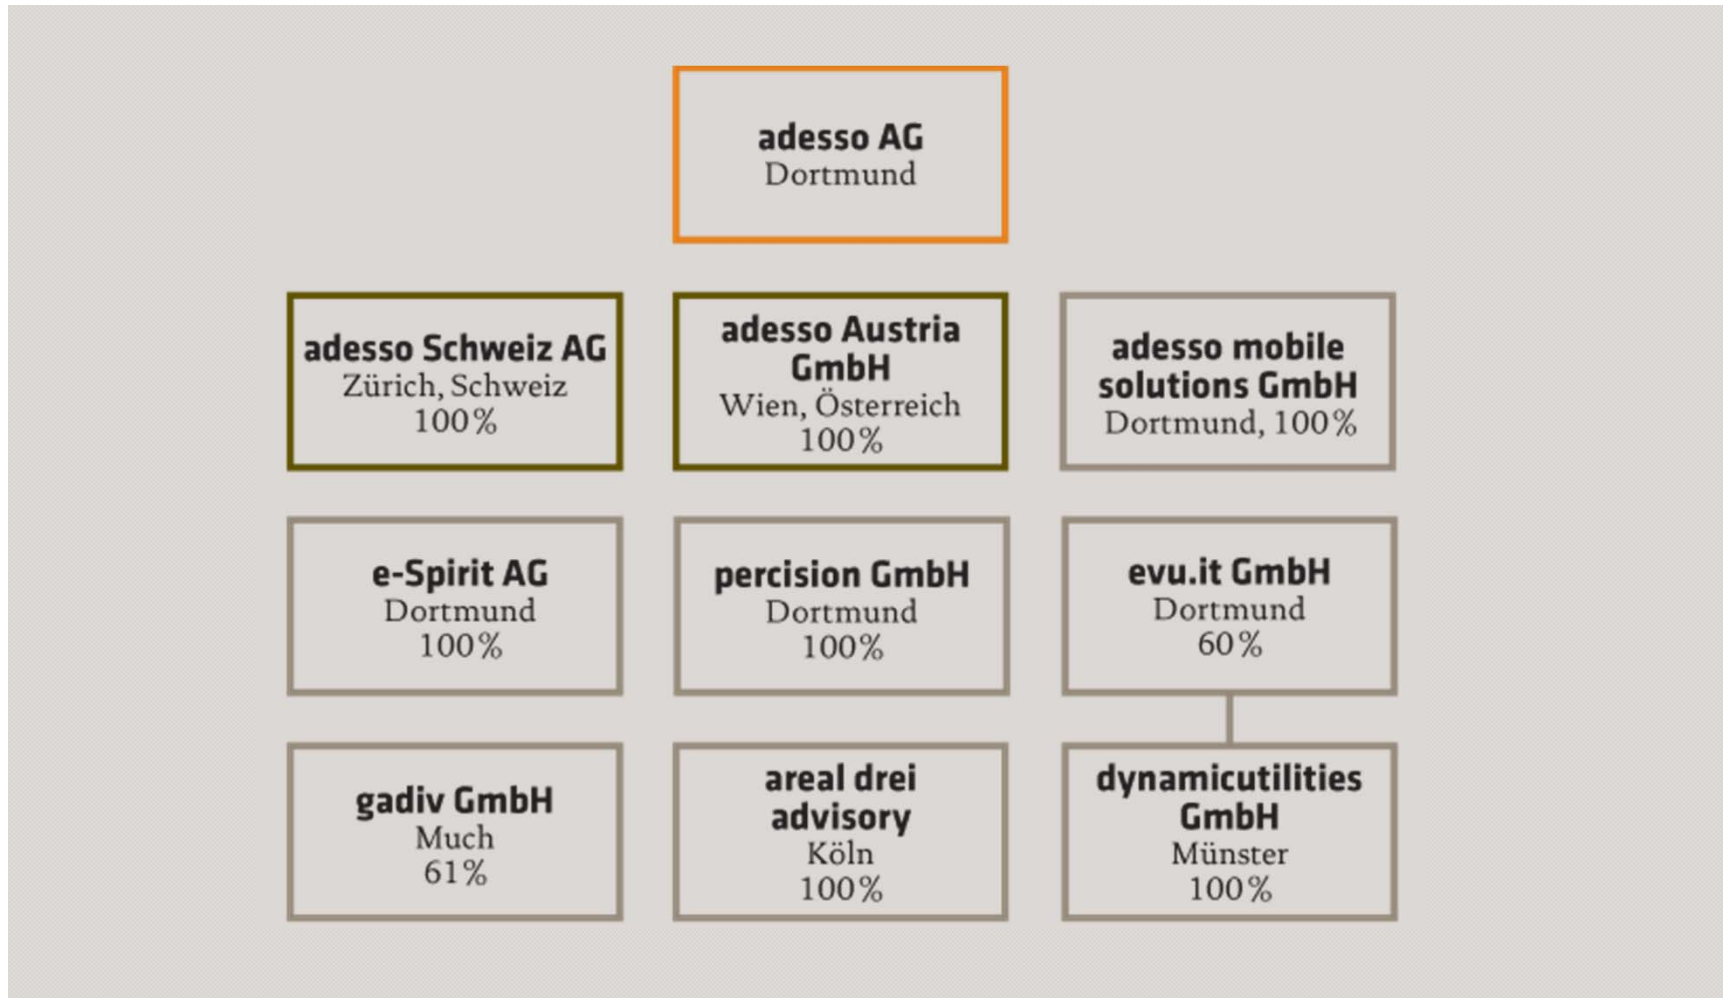 adesso AG
Dortmund
adesso Schweiz AG
Zürich, Schweiz
100%
adesso Austria
GmbH
Wien, Österreich
100%
adesso mobile
solutions GmbH
Dortmund, 100%
e-Spirit AG
Dortmund
100%
percision GmbH
Dortmund
100%
evu.it GmbH
Dortmund
60%
gadiv GmbH
Much
61%
areal drei
advisory
Köln
100%
dynamicutilities
GmbH
Münster
100%